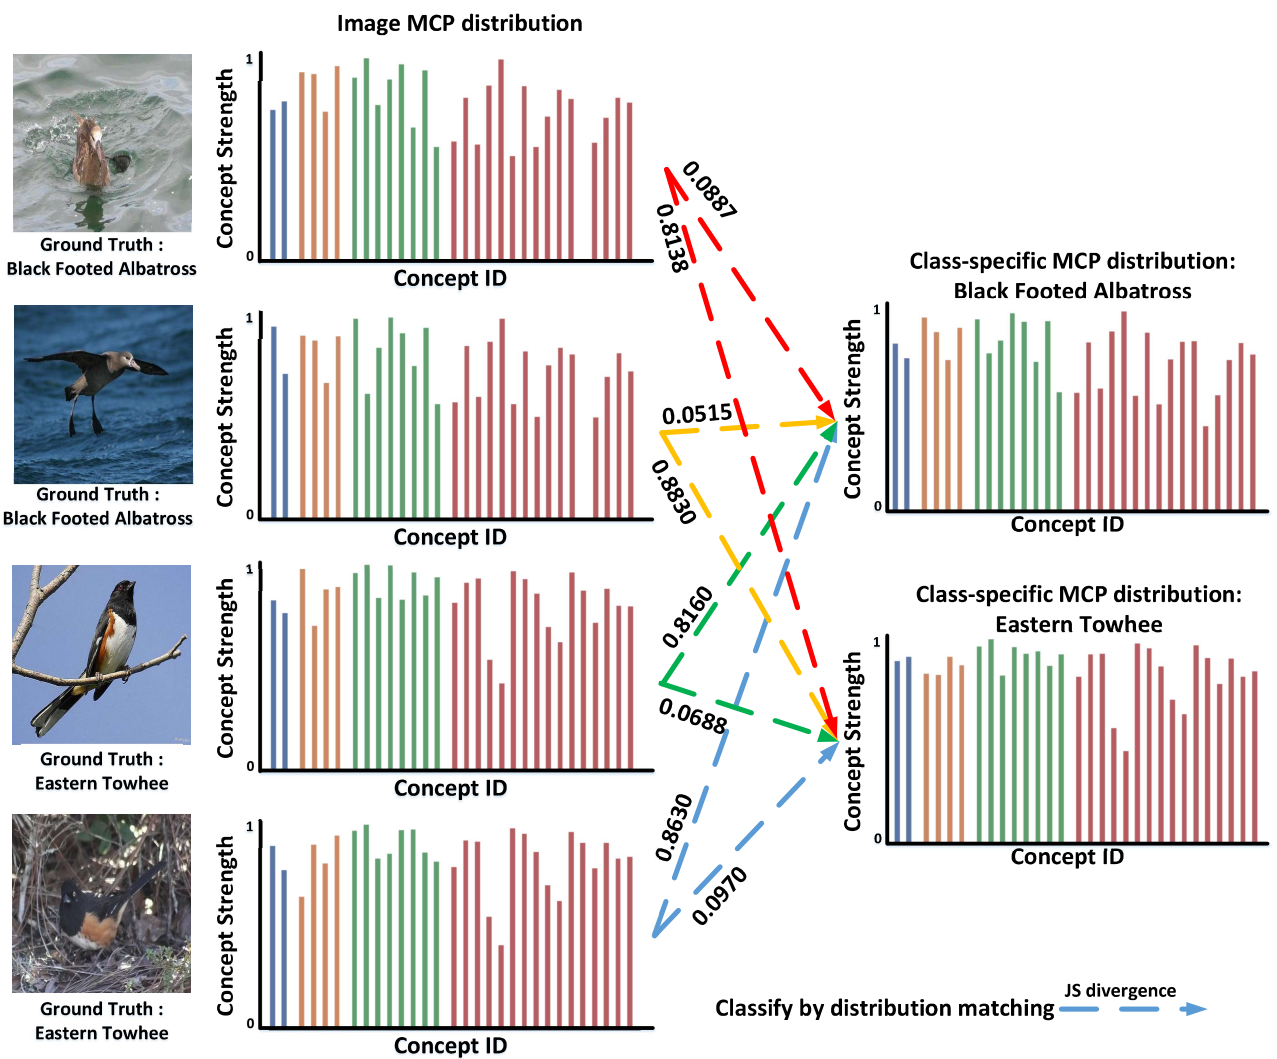 Image MCP distribution
1
Concept Strength
0
Concept ID
Ground Truth :
Black Footed Albatross
1
Concept Strength
0
Concept ID
Ground Truth :
Black Footed Albatross
1
Concept Strength
0
Concept ID
Ground Truth :
Eastern Towhee
1
Concept Strength
0
Concept ID
Ground Truth :
Eastern Towhee
0.0887
0.8138
0.0515
0.8830
0.8160
0.0688
0.8630
0.0970
Class-specific MCP distribution:
Black Footed Albatross
1
Concept Strength
0
Concept ID
Class-specific MCP distribution:
Eastern Towhee
1
Concept Strength
0
Concept ID
Classify by distribution matching
JS divergence